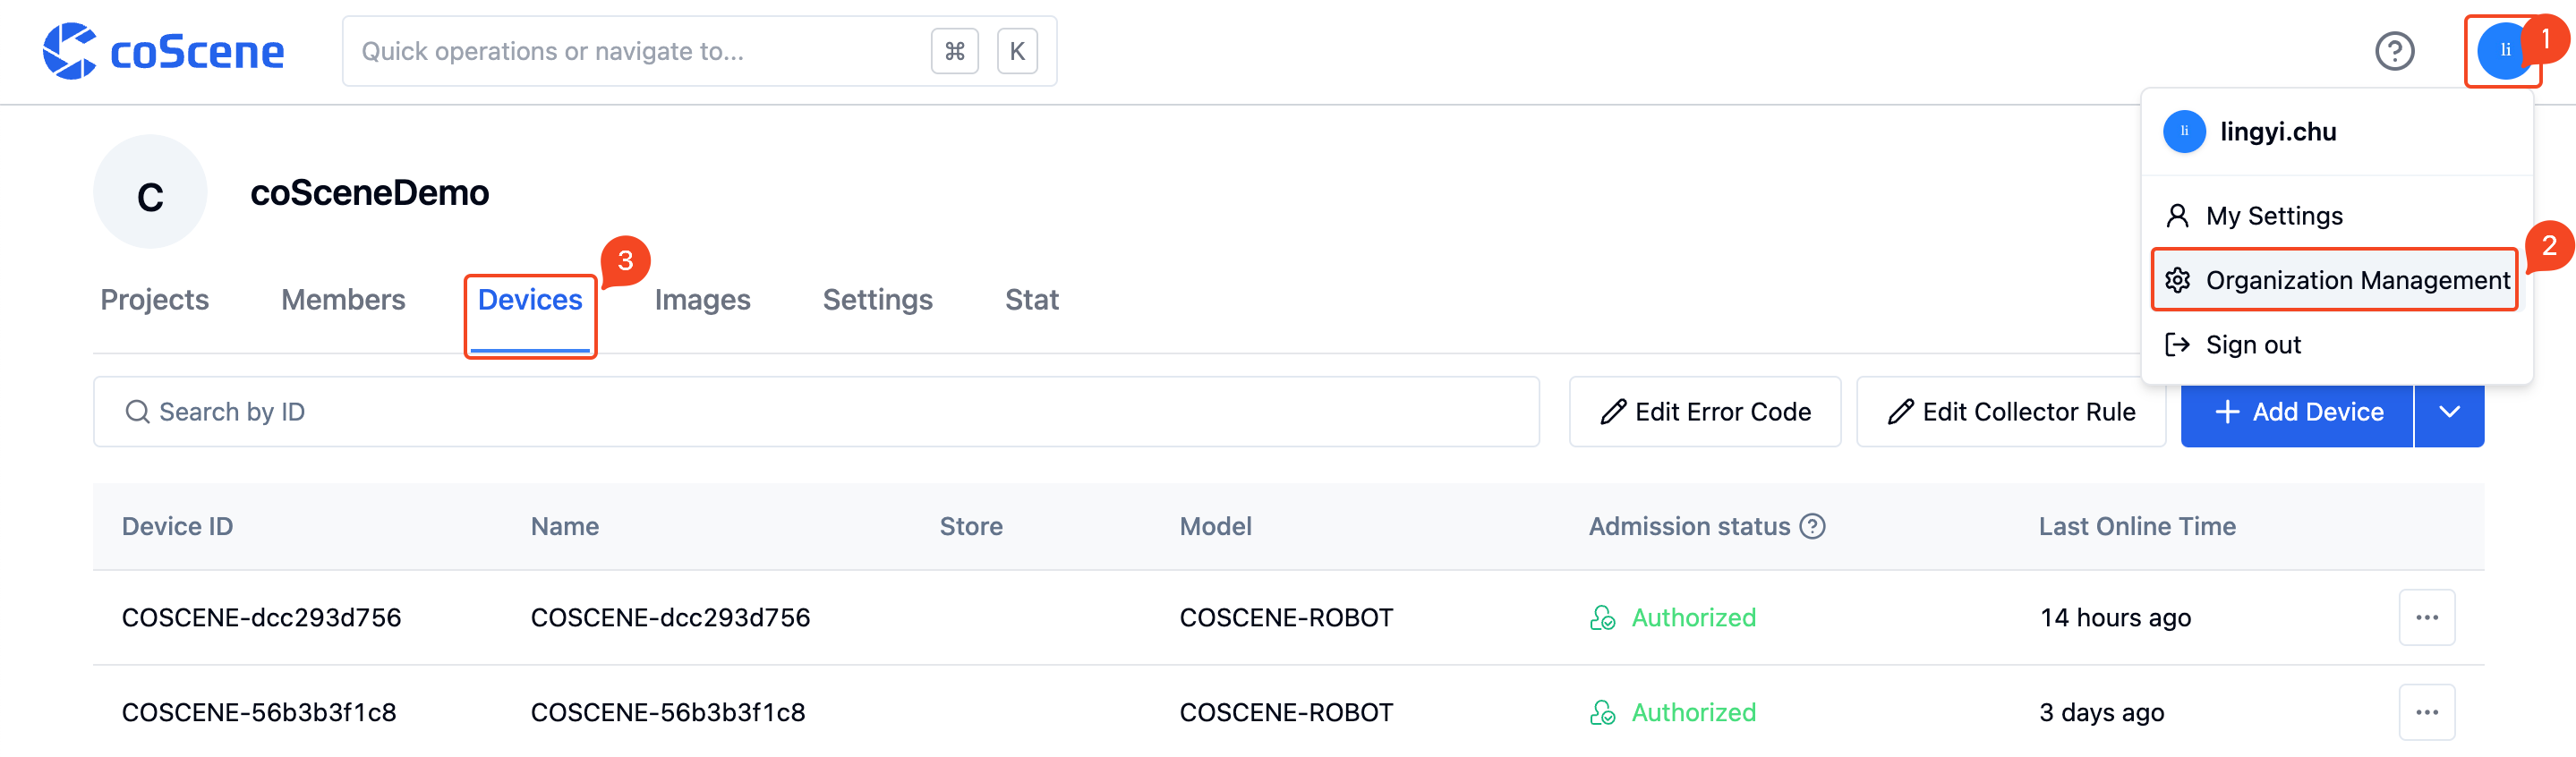 coScene
Quick operations or navigate to... ⌘ K
li 1
li lingyi.chu
C coSceneDemo
My Settings
Organization Management 2
Sign out
3
Projects Members Devices Images Settings Stat
Search by ID Edit Error Code Edit Collector Rule + Add Device
Device ID Name Store Model Admission status Last Online Time
COSCENE-dcc293d756 COSCENE-dcc293d756 COSCENE-ROBOT Authorized 14 hours ago ...
COSCENE-56b3b3f1c8 COSCENE-56b3b3f1c8 COSCENE-ROBOT Authorized 3 days ago ...